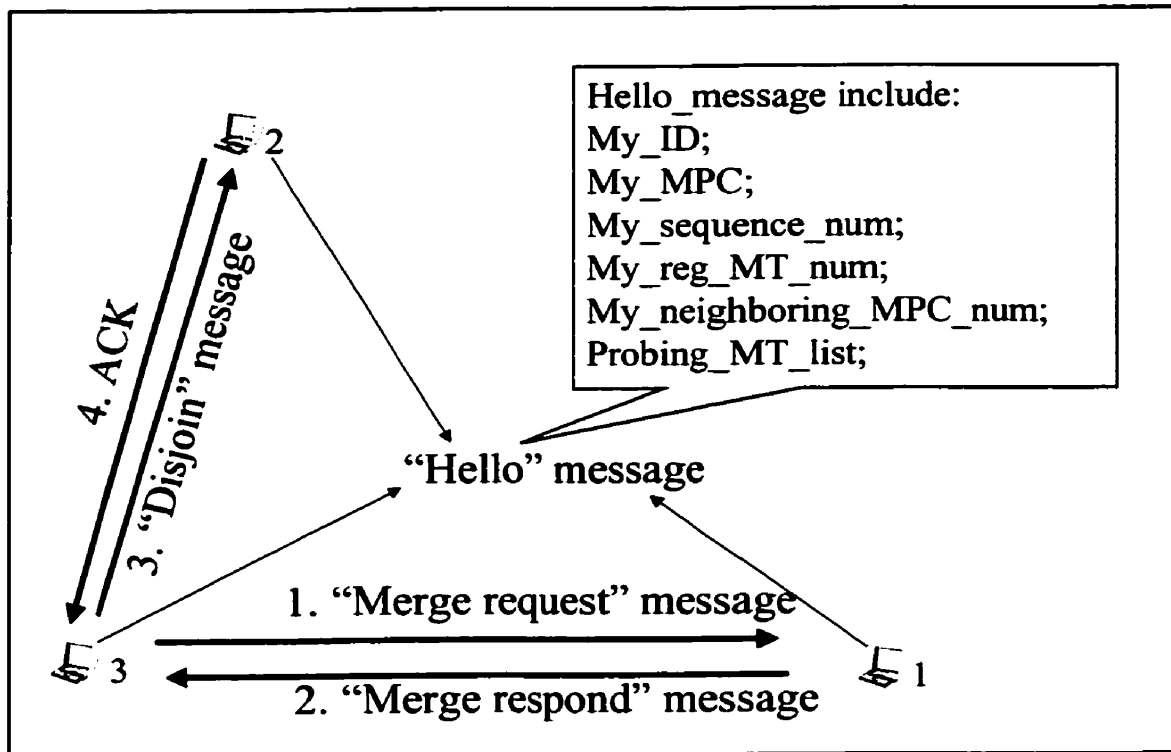 Hello_message include:
My_ID;
My_MPC;
My_sequence_num;
My_reg_MT_num;
My_neighboring_MPC_num;
Probing_MT_list;
2
4. ACK
3. “Disjoin” message
“Hello” message
1. “Merge request” message
3
1
2. “Merge respond” message